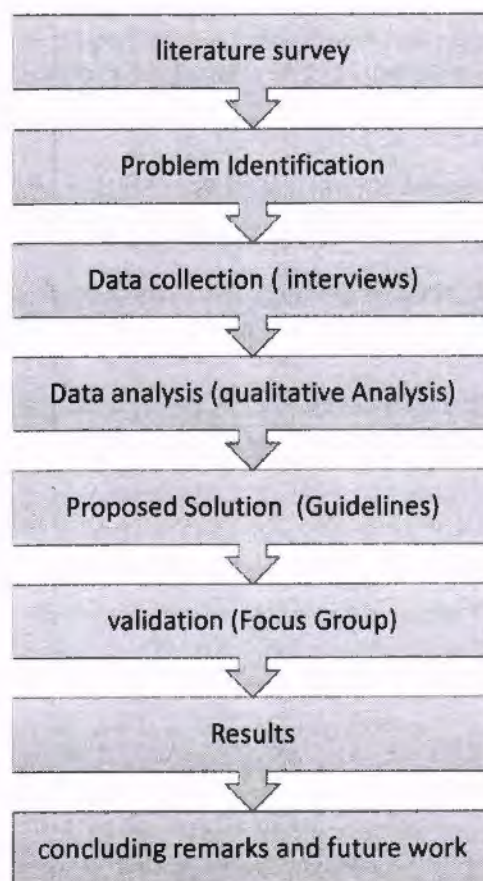 literature survey
Problem Identification
Data collection ( interviews)
Data analysis (qualitative Analysis)
Proposed Solution (Guidelines)
validation (Focus Group)
Results
concluding remarks and future work